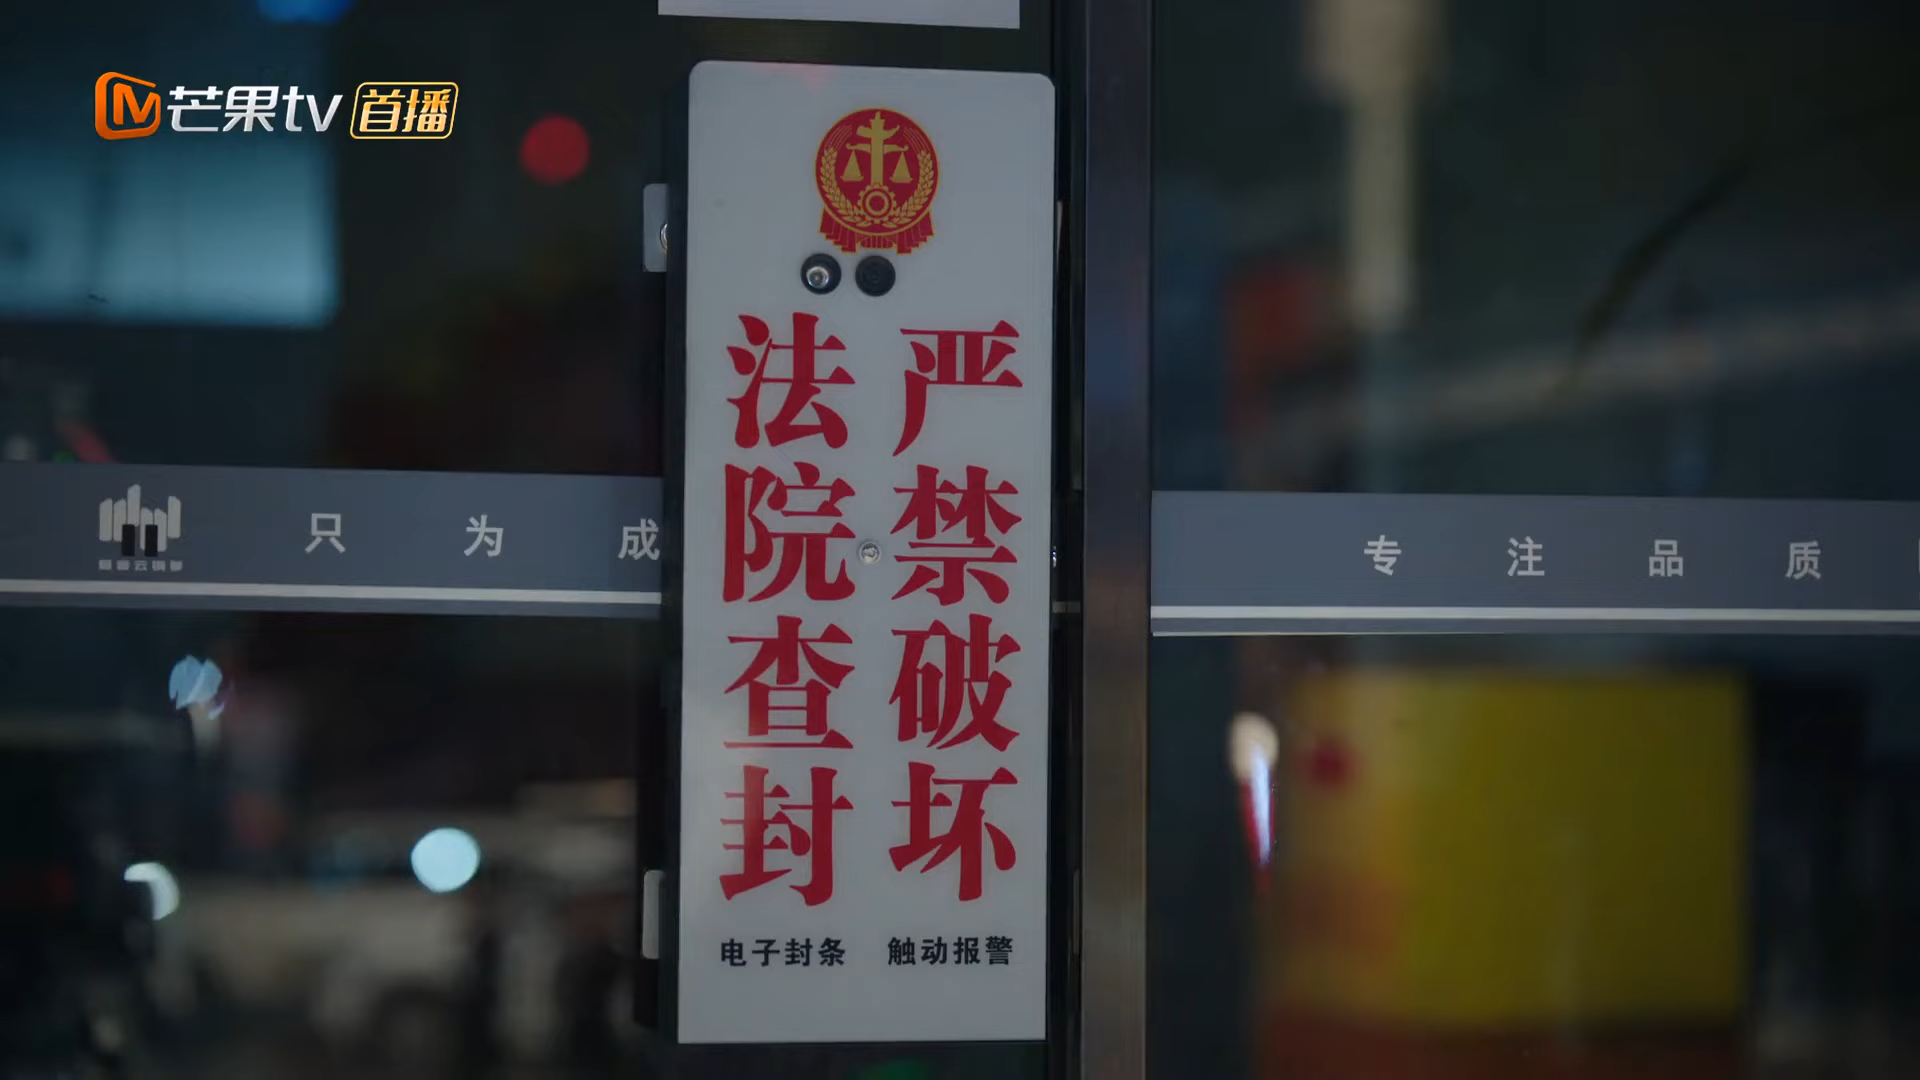 芒果tv 首播
法院查封
严禁破坏
电子封条 触动报警
只为成
专注品质